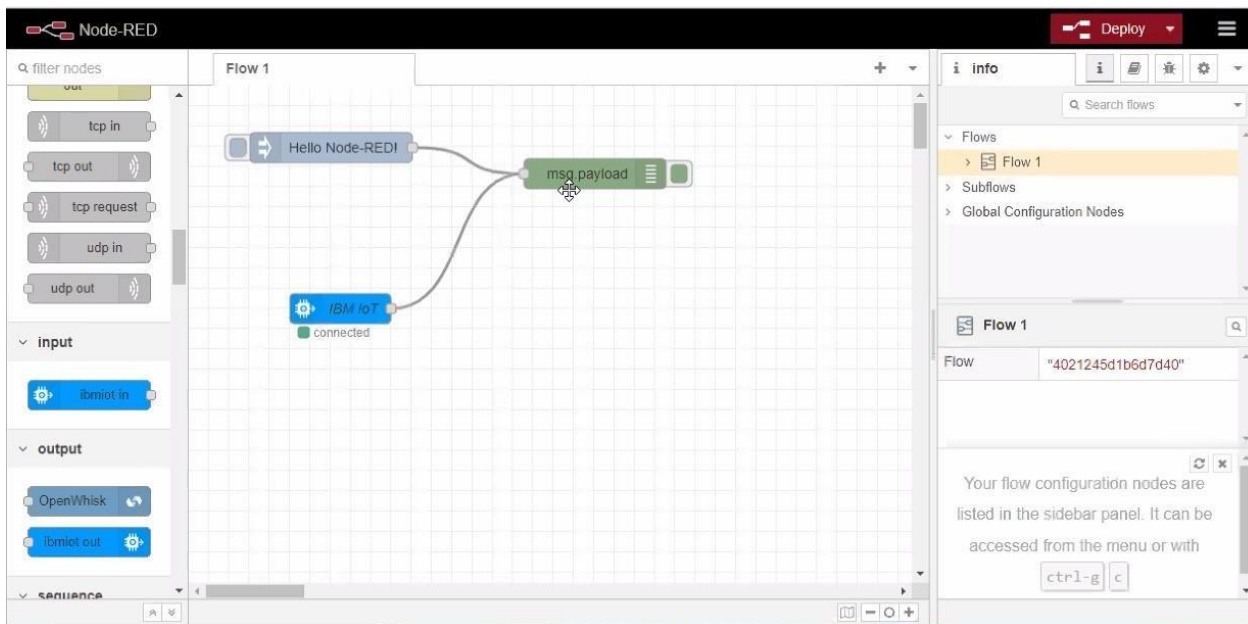 Node-RED
Deploy
filter nodes
Flow 1
info
i
Search flows
out
tcp in
tcp out
tcp request
udp in
udp out
input
ibmiot in
output
OpenWhisk
ibmiot out
sequence
Hello Node-RED!
msg.payload
IBM IoT
connected
Flows
Flow 1
Subflows
Global Configuration Nodes
Flow 1
Flow "4021245d1b6d7d40"
Your flow configuration nodes are
listed in the sidebar panel. It can be
accessed from the menu or with
ctrl-g c